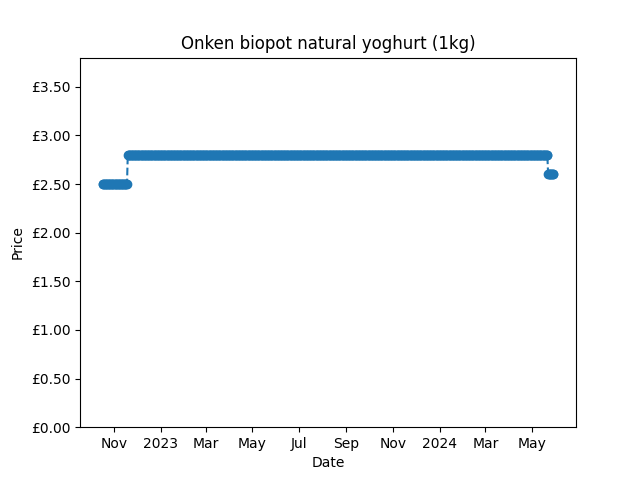 Onken biopot natural yoghurt (1kg)
£3.50
£3.00
£2.50
£2.00
£1.50
£1.00
£0.50
£0.00
Price
Nov 2023 Mar May Jul Sep Nov 2024 Mar May
Date